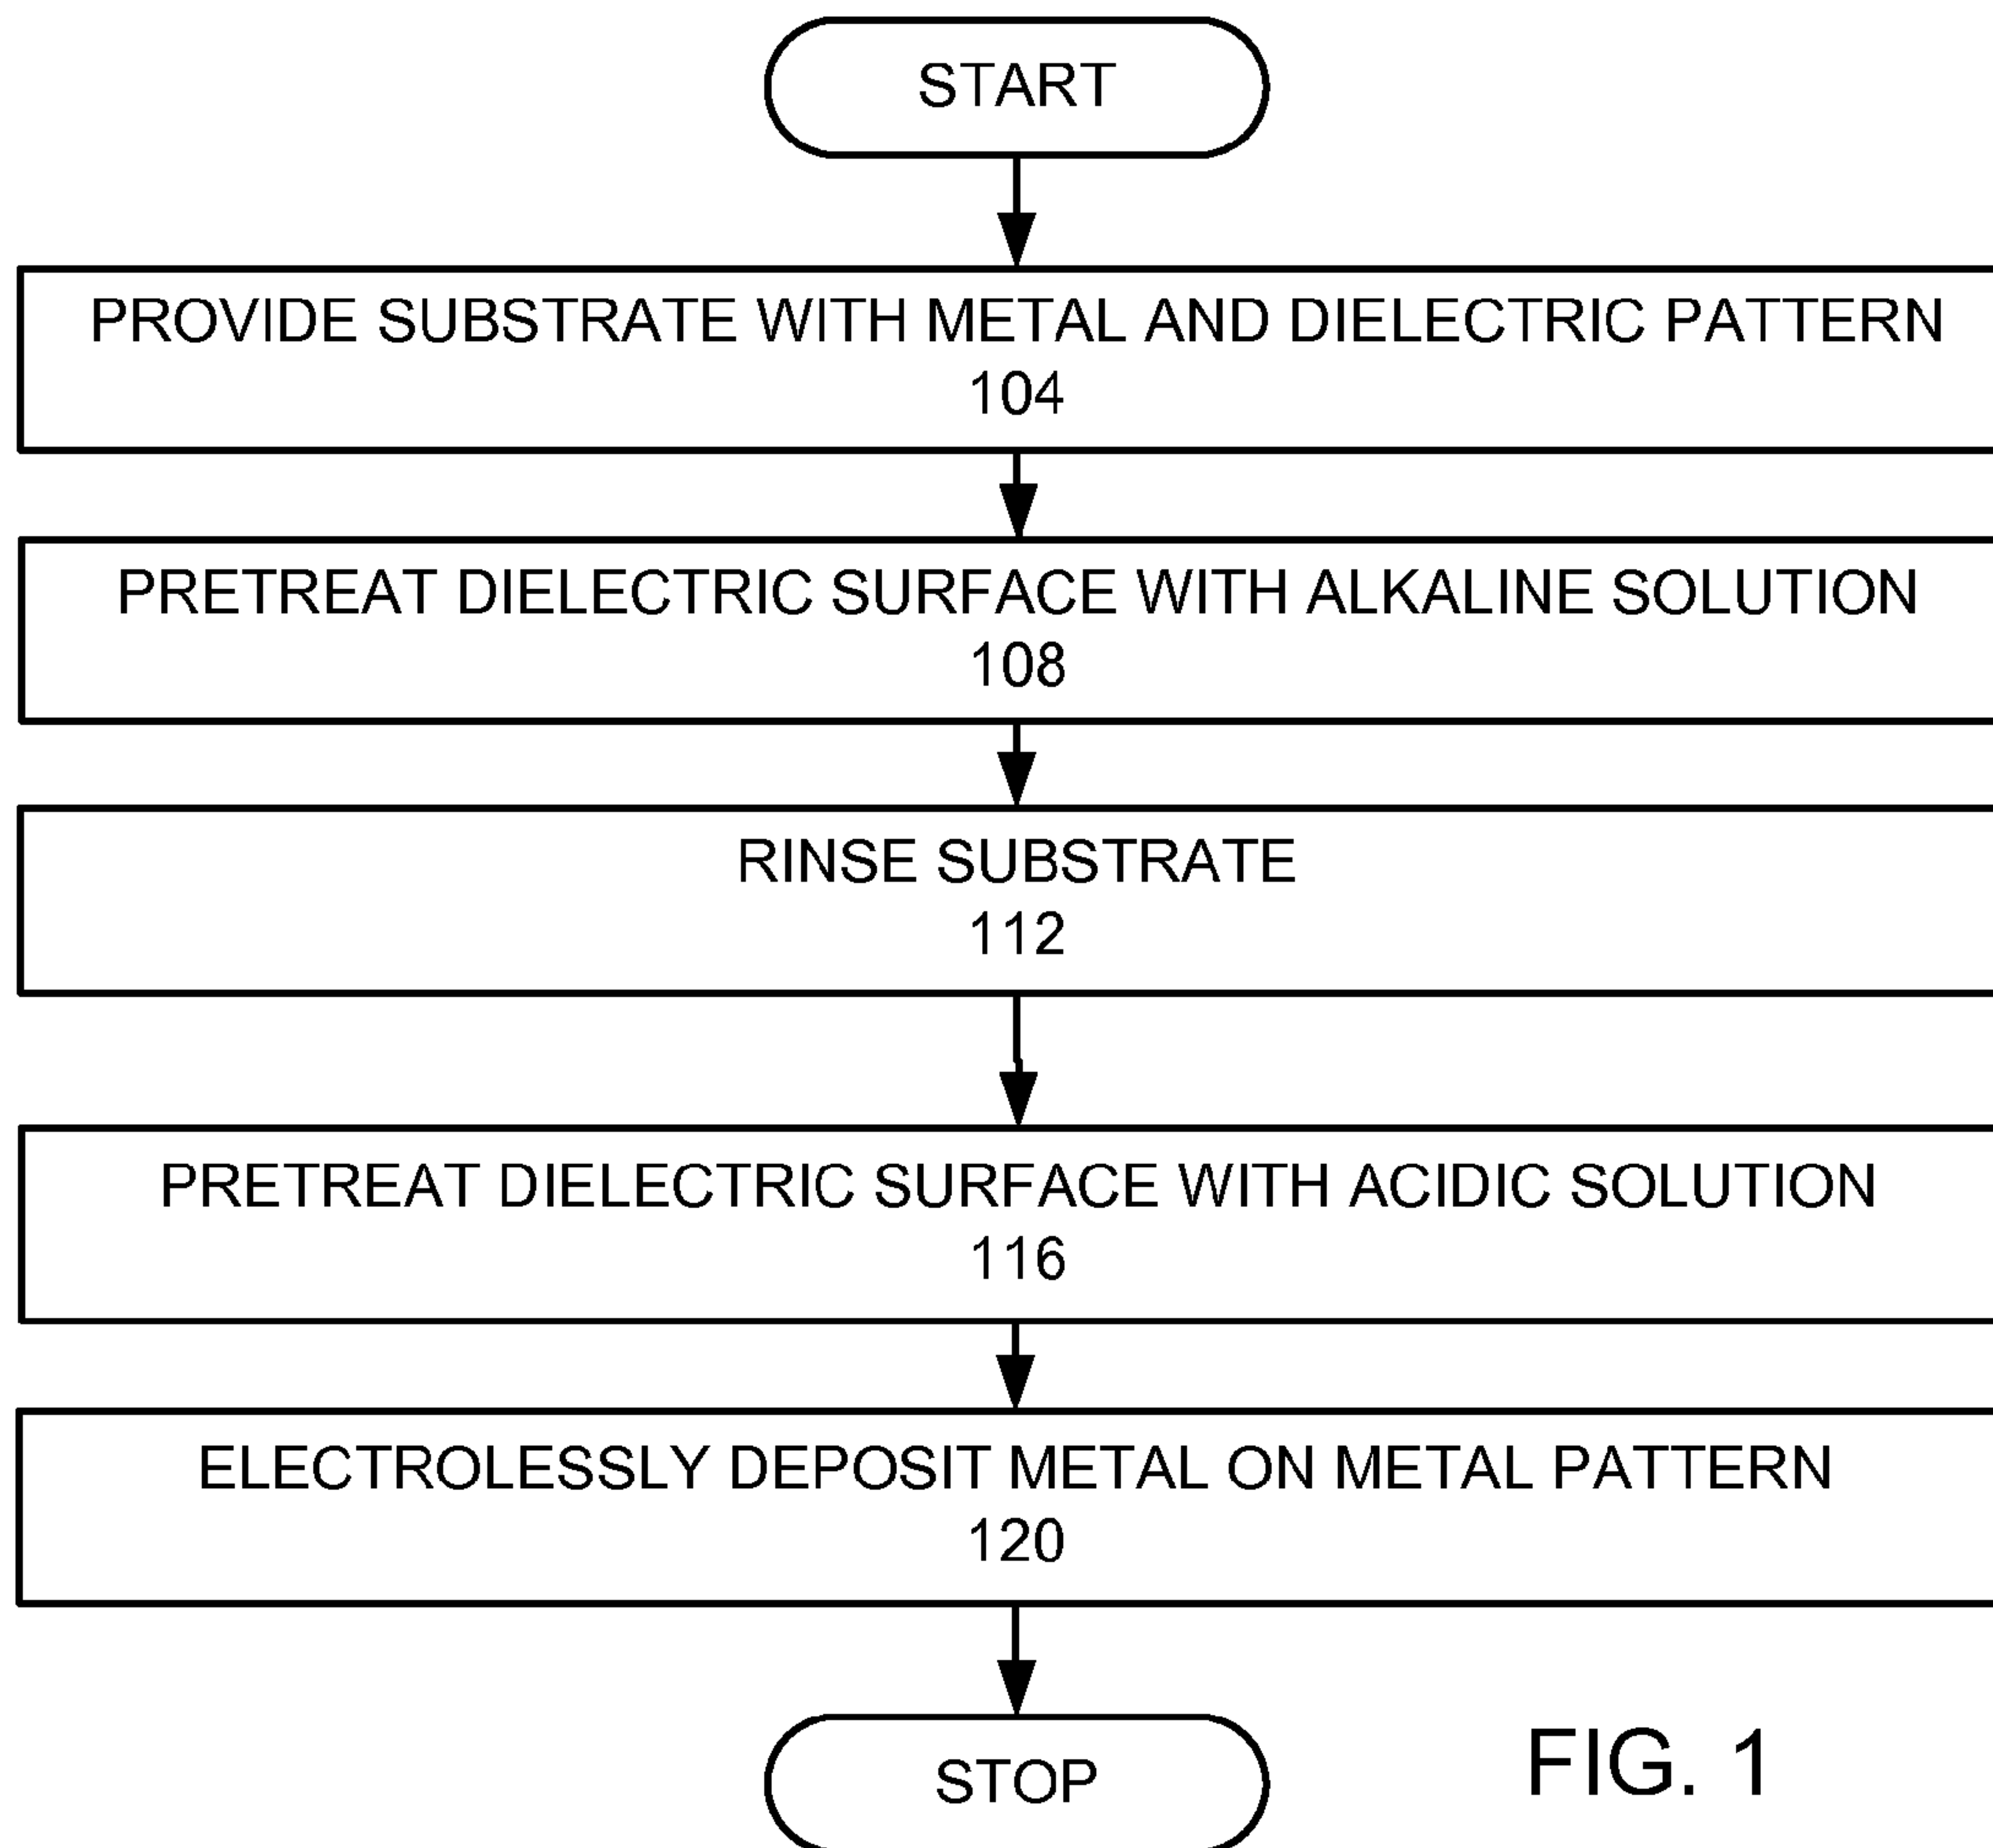 START
PROVIDE SUBSTRATE WITH METAL AND DIELECTRIC PATTERN
104
PRETREAT DIELECTRIC SURFACE WITH ALKALINE SOLUTION
108
RINSE SUBSTRATE
112
PRETREAT DIELECTRIC SURFACE WITH ACIDIC SOLUTION
116
ELECTROLESSLY DEPOSIT METAL ON METAL PATTERN
120
STOP
FIG. 1